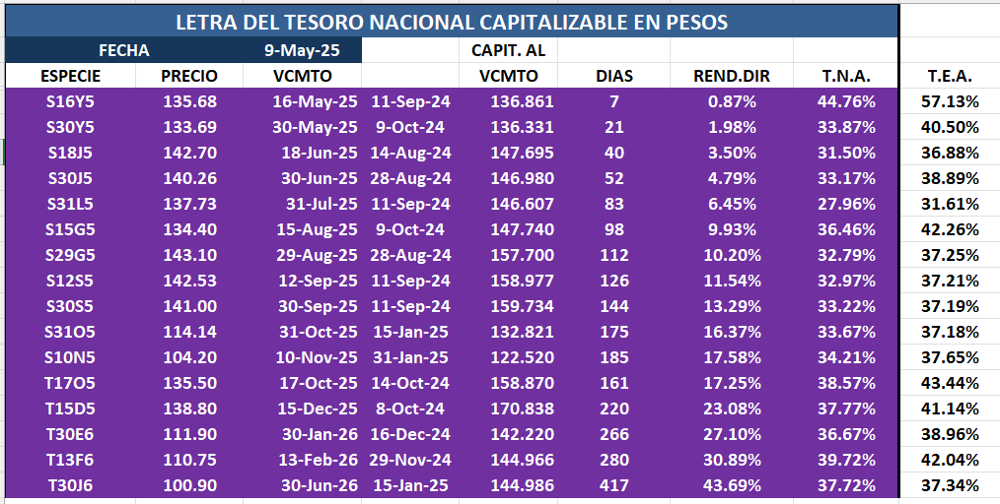 LETRA DEL TESORO NACIONAL CAPITALIZABLE EN PESOS
FECHA 9-May-25 CAPIT. AL
ESPECIE PRECIO VCMTO VCMTO DIAS REND.DIR T.N.A. T.E.A.
S16Y5 135.68 16-May-25 11-Sep-24 136.861 7 0.87% 44.76% 57.13%
S30Y5 133.69 30-May-25 9-Oct-24 136.331 21 1.98% 33.87% 40.50%
S18J5 142.70 18-Jun-25 14-Aug-24 147.695 40 3.50% 31.50% 36.88%
S30J5 140.26 30-Jun-25 28-Aug-24 146.980 52 4.79% 33.17% 38.89%
S31L5 137.73 31-Jul-25 11-Sep-24 146.607 83 6.45% 27.96% 31.61%
S15G5 134.40 15-Aug-25 9-Oct-24 147.740 98 9.93% 36.46% 42.26%
S29G5 143.10 29-Aug-25 28-Aug-24 157.700 112 10.20% 32.79% 37.25%
S12S5 142.53 12-Sep-25 11-Sep-24 158.977 126 11.54% 32.97% 37.21%
S30S5 141.00 30-Sep-25 11-Sep-24 159.734 144 13.29% 33.22% 37.19%
S31O5 114.14 31-Oct-25 15-Jan-25 132.821 175 16.37% 33.67% 37.18%
S10N5 104.20 10-Nov-25 31-Jan-25 122.520 185 17.58% 34.21% 37.65%
T17O5 135.50 17-Oct-25 14-Oct-24 158.870 161 17.25% 38.57% 43.44%
T15D5 138.80 15-Dec-25 8-Oct-24 170.838 220 23.08% 37.77% 41.14%
T30E6 111.90 30-Jan-26 16-Dec-24 142.220 266 27.10% 36.67% 38.96%
T13F6 110.75 13-Feb-26 29-Nov-24 144.966 280 30.89% 39.72% 42.04%
T30J6 100.90 30-Jun-26 15-Jan-25 144.986 417 43.69% 37.72% 37.34%